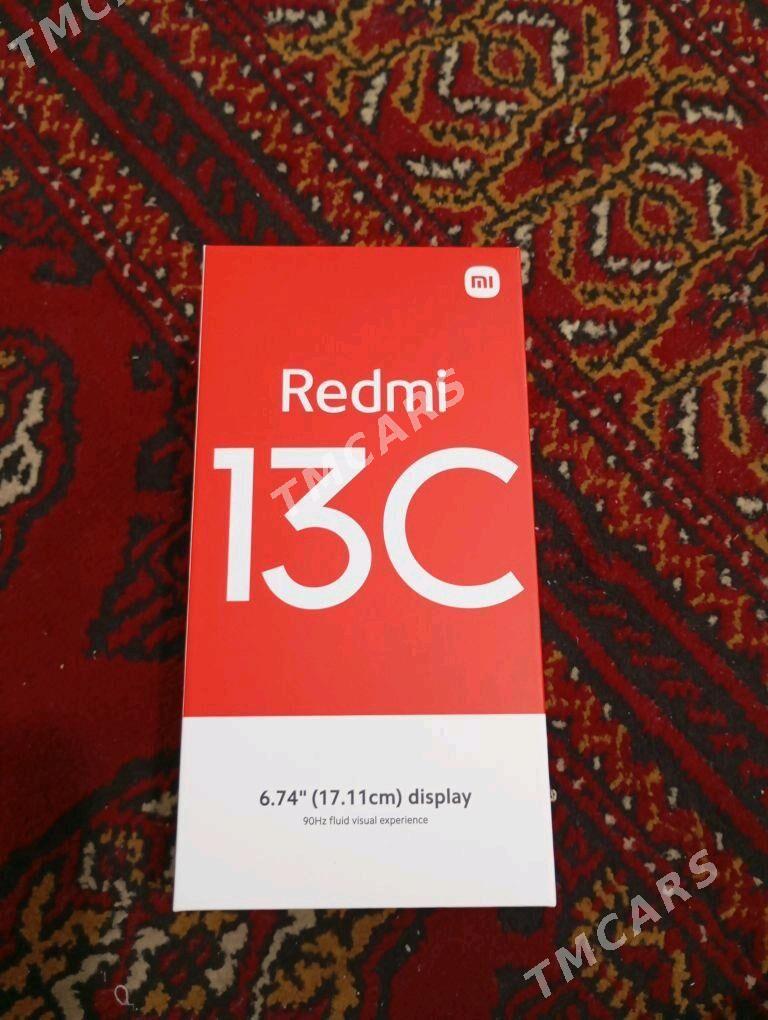 TMCARS
mi
Redmi
TMCARS
13C
6.74" (17.11cm) display
90Hz fluid visual experience
TMCARS